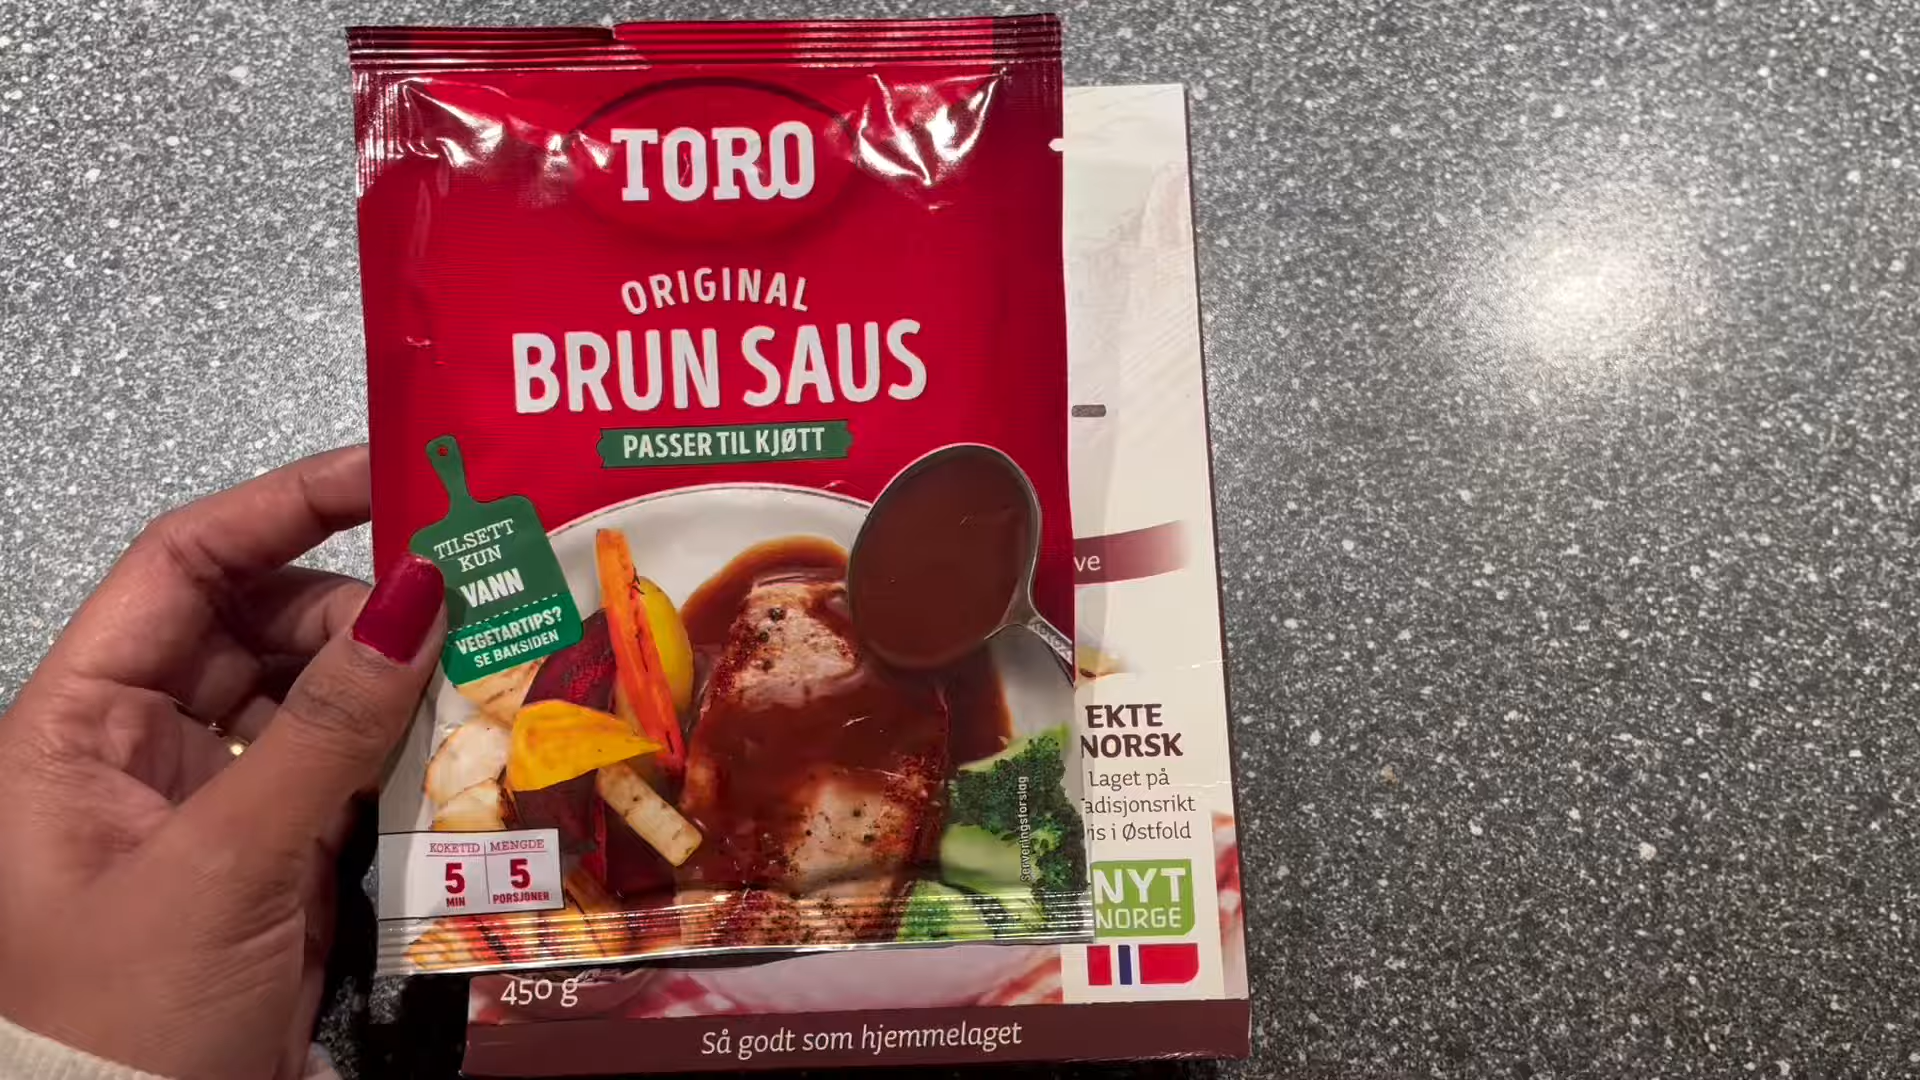 TORO
ORIGINAL
BRUN SAUS
PASSER TIL KJØTT
TILSETT
KUN
VANN
VEGETARTIPS?
SE BAKSIDEN
KOKETID
5
MIN
MENGDE
5
PORSJONER
Serveringsforslag
ve
EKTE
NORSK
Laget på
adisjonsrikt
vis i Østfold
NYT
NORGE
450 g
Så godt som hjemmelaget